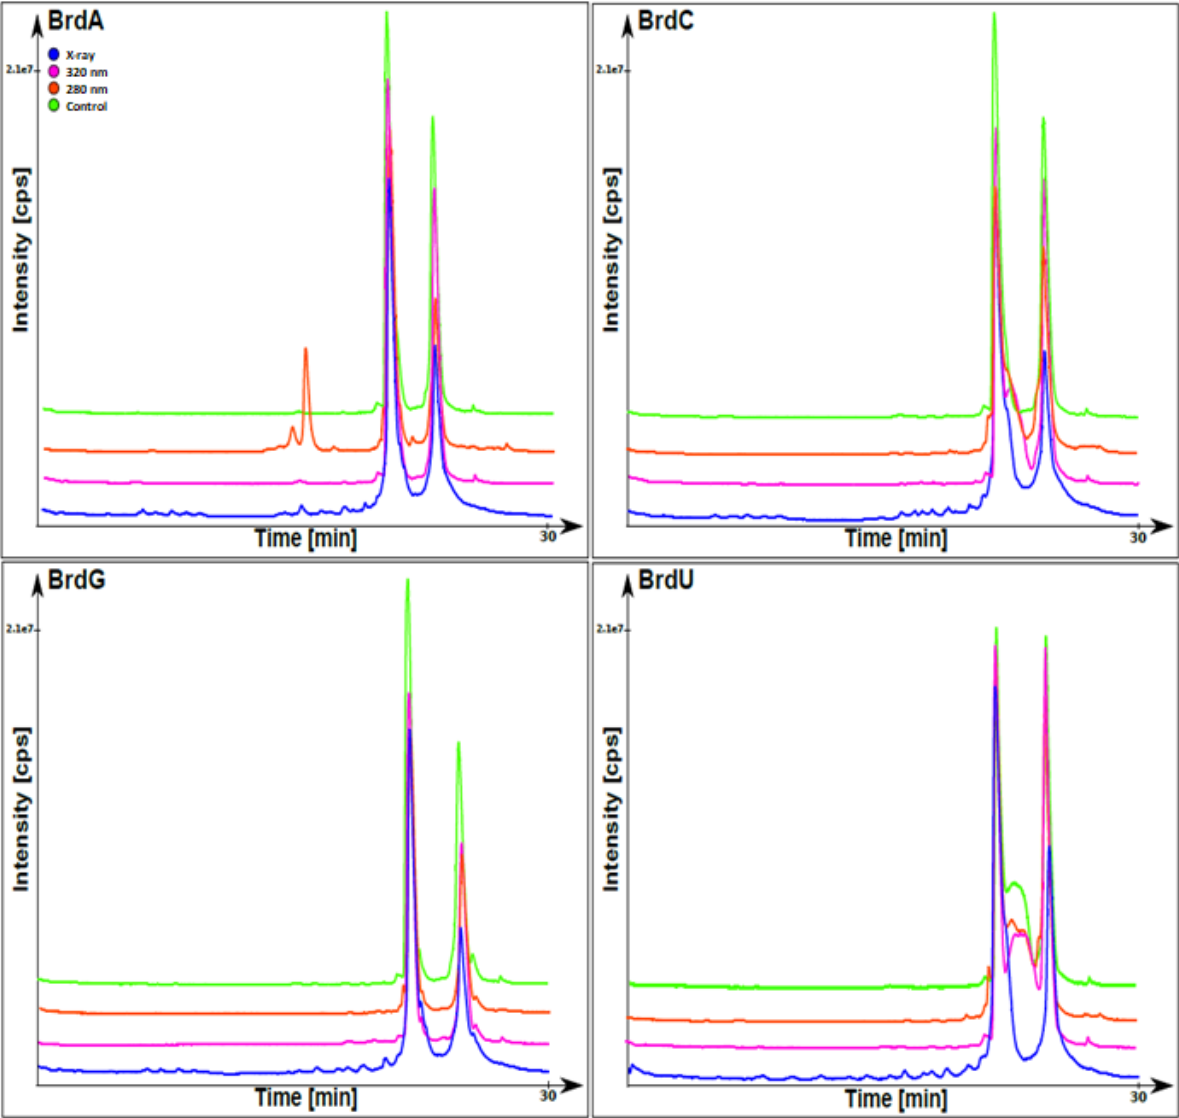 BrdA
X-ray
2.1e7
320 nm
280 nm
Control
Intensity [cps]
Time [min]
30
BrdC
2.1e7
Intensity [cps]
Time [min]
30
BrdG
2.1e7
Intensity [cps]
Time [min]
30
BrdU
2.1e7
Intensity [cps]
Time [min]
30